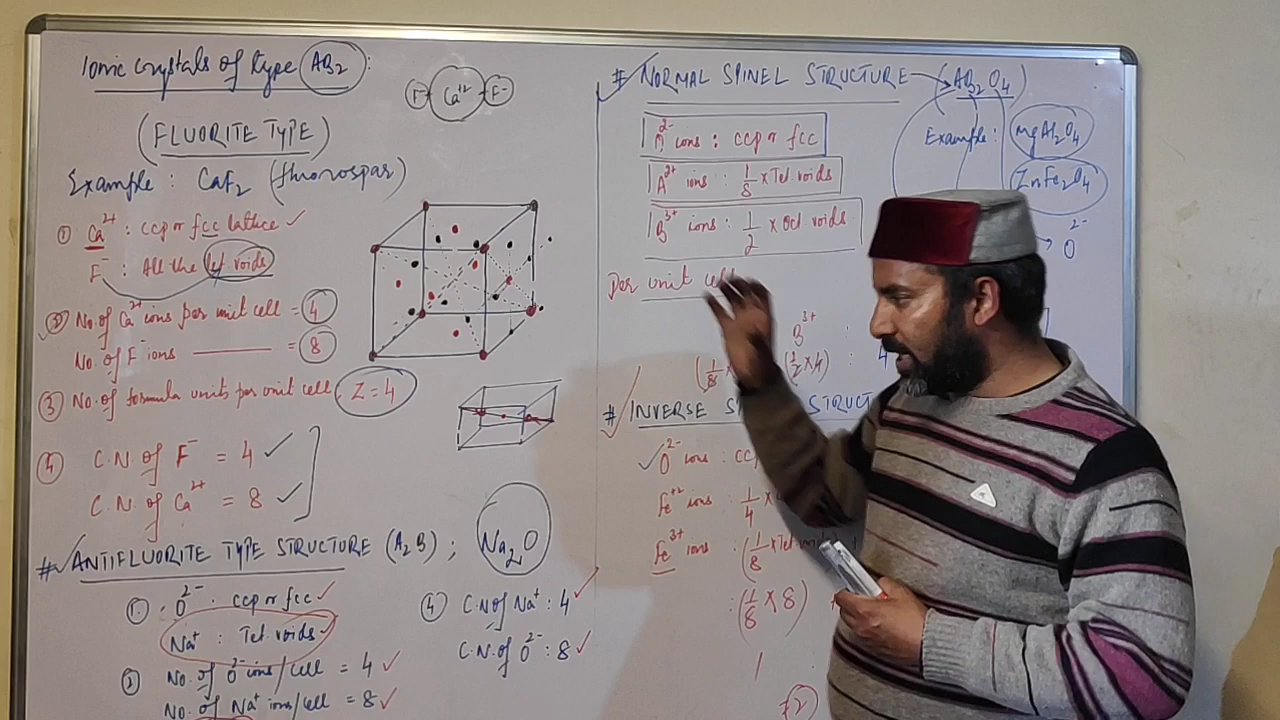 Ionic Crystals of type AB₂ :
F⁻ Ca²⁺ F⁻
(FLUORITE TYPE)
Example : CaF₂ (fluorospar)
① Ca²⁺ : ccp or fcc lattice ✓
F⁻ : All the Tet voids
② No. of Ca²⁺ ions per unit cell = 4
No. of F⁻ ions ——— = 8
③ No. of formula units per unit cell, Z = 4
④ C.N. of F⁻ = 4 ✓
C.N. of Ca²⁺ = 8 ✓
# ✓ ANTIFLUORITE TYPE STRUCTURE (A₂B) ; Na₂O
①. O²⁻ : ccp or fcc ✓
Na⁺ : Tet. voids ✓
② No. of O²⁻ ions/cell = 4 ✓
No. of Na⁺ ions/cell = 8 ✓
④ C.N of Na⁺ : 4 ✓
C.N. of O²⁻ : 8 ✓
# NORMAL SPINEL STRUCTURE → (AB₂O₄)
Example : MgAl₂O₄
ZnFe₂O₄
O²⁻ ions : ccp or fcc
A²⁺ ions : 1/8 × Tet voids
B³⁺ ions : 1/2 × Oct voids
→ O²⁻
Per unit cell
B³⁺ :
(1/8 × (1/2 × 4) : 4
# INVERSE STRUCT
✓ O²⁻ ions : cc
Fe⁺² ions : 1/4 ×
Fe³⁺ ions : (1/8 × Tet
: (1/8 × 8)
1 :